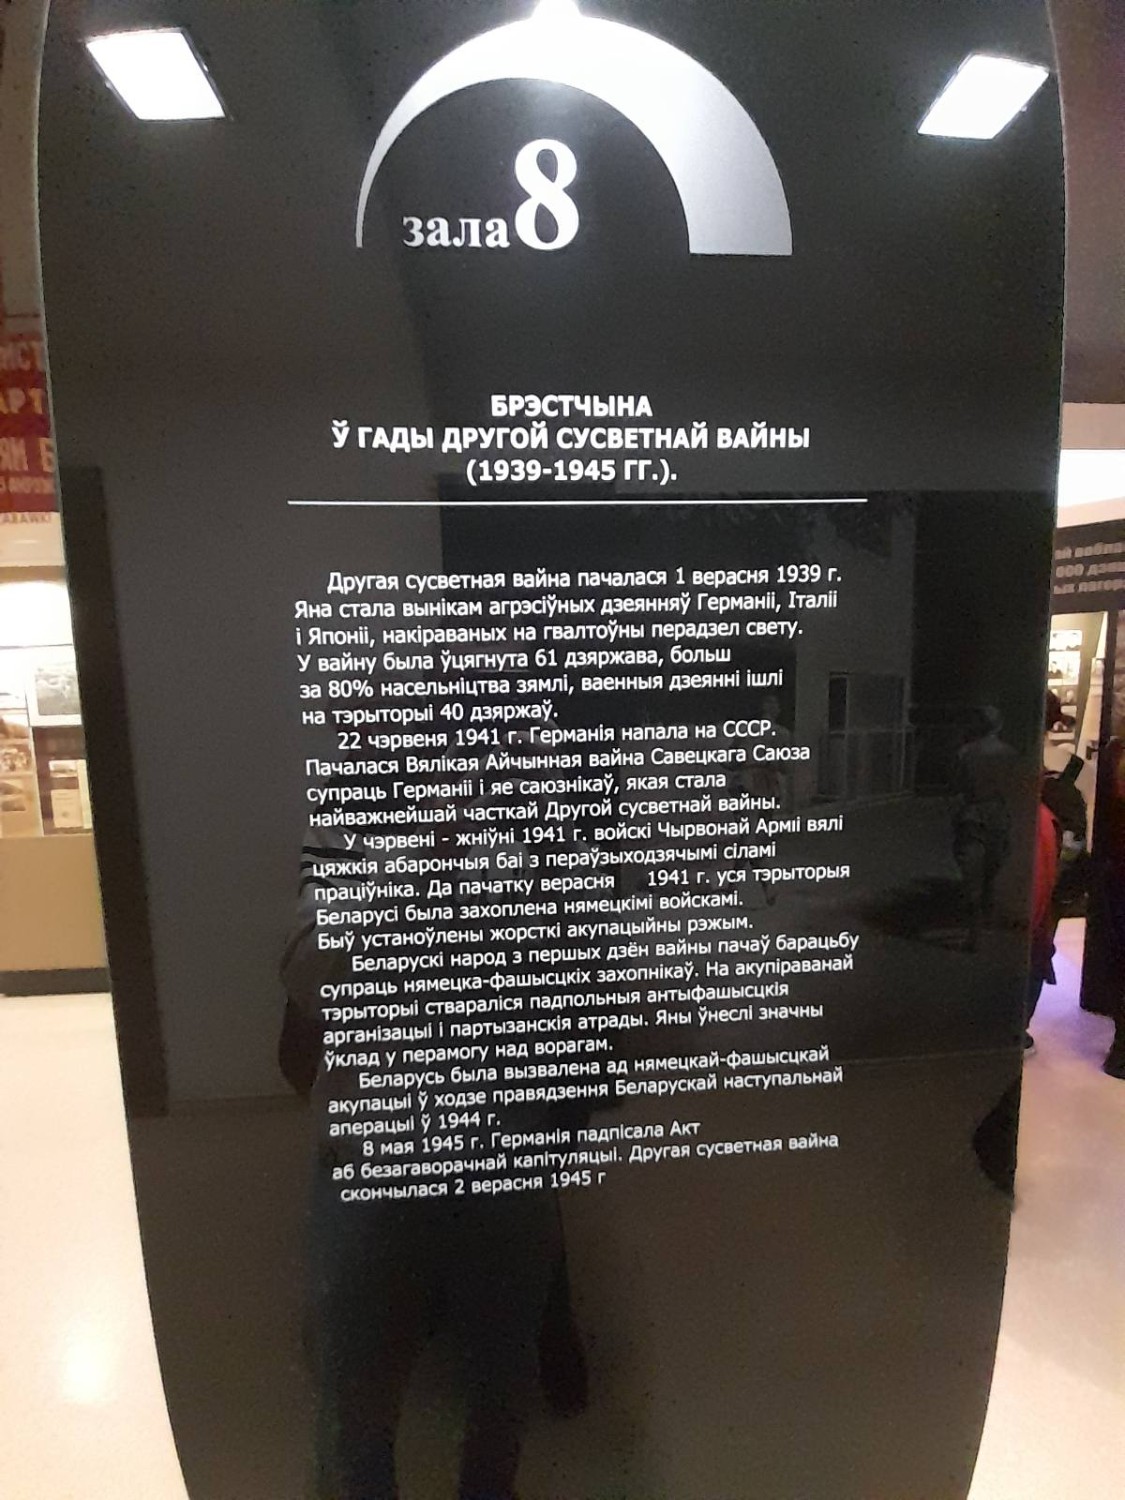 зала 8
БРЭСТЧЫНА
Ў ГАДЫ ДРУГОЙ СУСВЕТНАЙ ВАЙНЫ
(1939-1945 ГГ.).
Другая сусветная вайна пачалася 1 верасня 1939 г.
Яна стала вынікам агрэсіўных дзеянняў Германіі, Італіі
і Японіі, накіраваных на гвалтоўны перадзел свету.
У вайну была ўцягнута 61 дзяржава, больш
за 80% насельніцтва зямлі, ваенныя дзеянні ішлі
на тэрыторыі 40 дзяржаў.
22 чэрвеня 1941 г. Германія напала на СССР.
Пачалася Вялікая Айчынная вайна Савецкага Саюза
супраць Германіі і яе саюзнікаў, якая стала
найважнейшай часткай Другой сусветнай вайны.
У чэрвені - жніўні 1941 г. войскі Чырвонай Арміі вялі
цяжкія абарончыя баі з пераўзыходзячымі сіламі
праціўніка. Да пачатку верасня 1941 г. уся тэрыторыя
Беларусі была захоплена нямецкімі войскамі.
Быў устаноўлены жорсткі акупацыйны рэжым.
Беларускі народ з першых дзён вайны пачаў барацьбу
супраць нямецка-фашысцкіх захопнікаў. На акупіраванай
тэрыторыі ствараліся падпольныя антыфашысцкія
арганізацыі і партызанскія атрады. Яны ўнеслі значны
ўклад у перамогу над ворагам.
Беларусь была вызвалена ад нямецкай-фашысцкай
акупацыі ў ходзе правядзення Беларускай наступальнай
аперацыі ў 1944 г.
8 мая 1945 г. Германія падпісала Акт
аб безагаворачнай капітуляцыі. Другая сусветная вайна
скончылася 2 верасня 1945 г